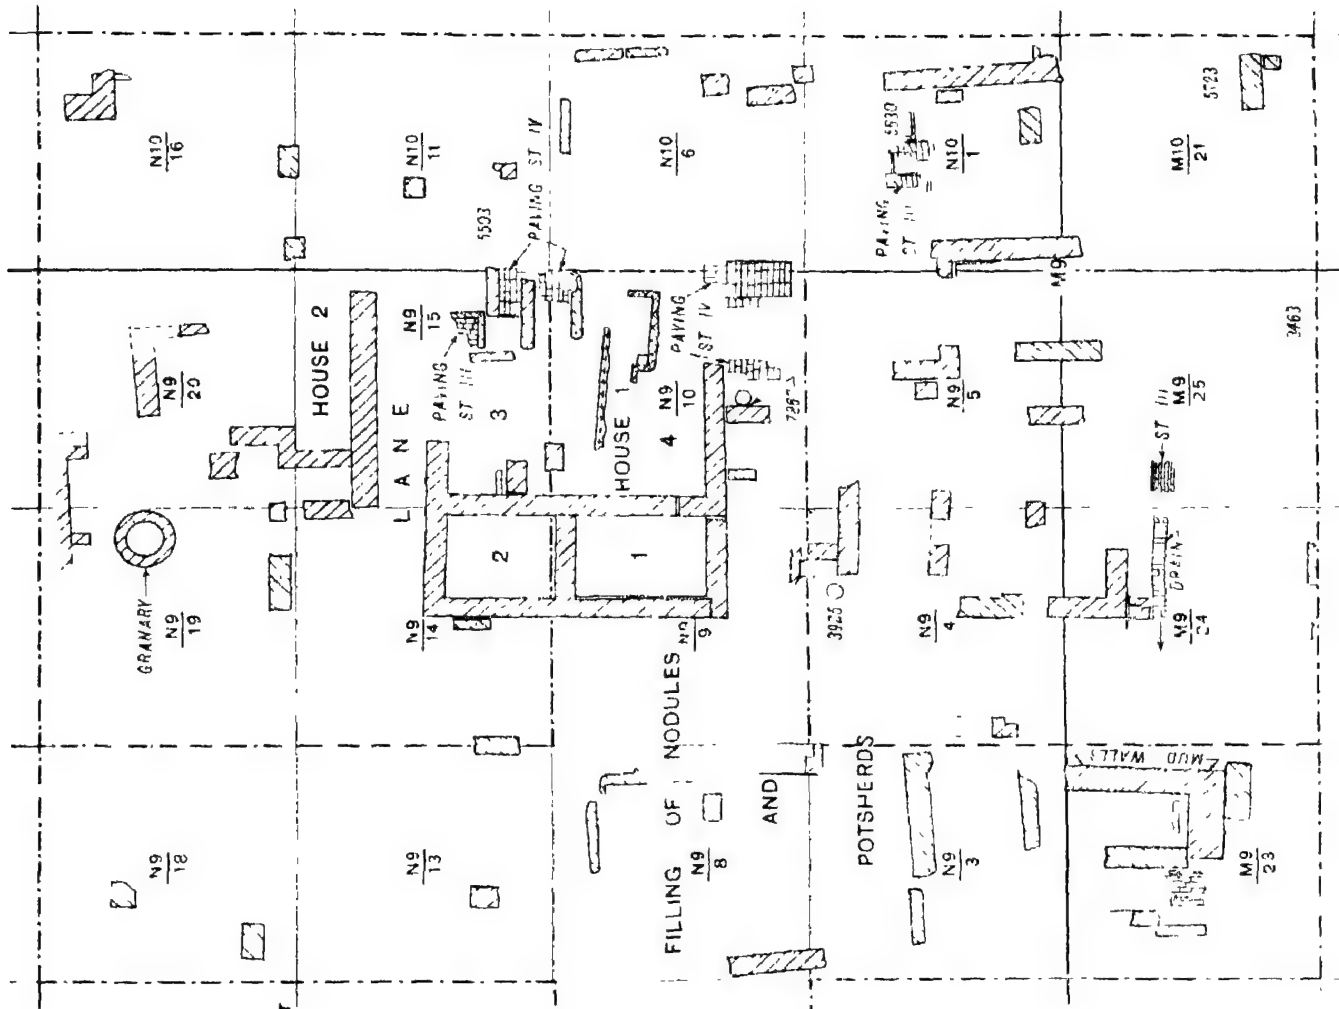 N10
16
N10
11
N10
6
N10
1
M10
21
5723
5530
PAVING
ST III
5503
PAVING ST IV
HOUSE 2
N9
20
N9
15
LANE
PAVING
ST III
3
HOUSE 1
4
N9
10
PAVING
ST IV
N9
5
M9
M9
25
3463
ST III
GRANARY
N9
19
N9
14
2
1
N9
9
N9
4
M9
24
DRAINS
N9
18
N9
13
FILLING OF NODULES
AND
POTSHERDS
N9
8
N9
3
MUD
WALLS
M9
23